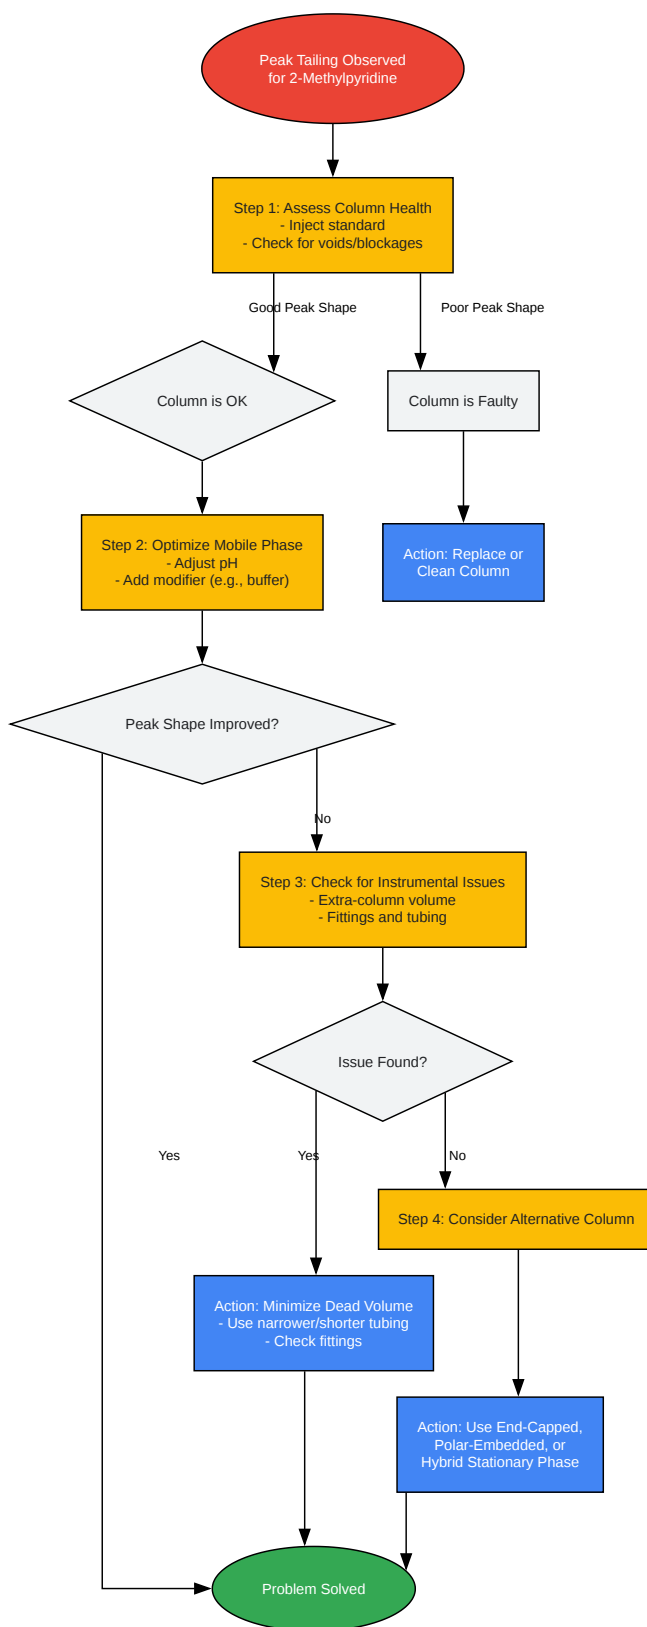 Peak Tailing Observed
for 2-Methylpyridine
Step 1: Assess Column Health
- Inject standard
- Check for voids/blockages
Good Peak Shape
Poor Peak Shape
Column is OK
Column is Faulty
Step 2: Optimize Mobile Phase
- Adjust pH
- Add modifier (e.g., buffer)
Action: Replace or
Clean Column
Peak Shape Improved?
No
Step 3: Check for Instrumental Issues
- Extra-column volume
- Fittings and tubing
Issue Found?
Yes
Yes
No
Step 4: Consider Alternative Column
Action: Minimize Dead Volume
- Use narrower/shorter tubing
- Check fittings
Action: Use End-Capped,
Polar-Embedded, or
Hybrid Stationary Phase
Problem Solved